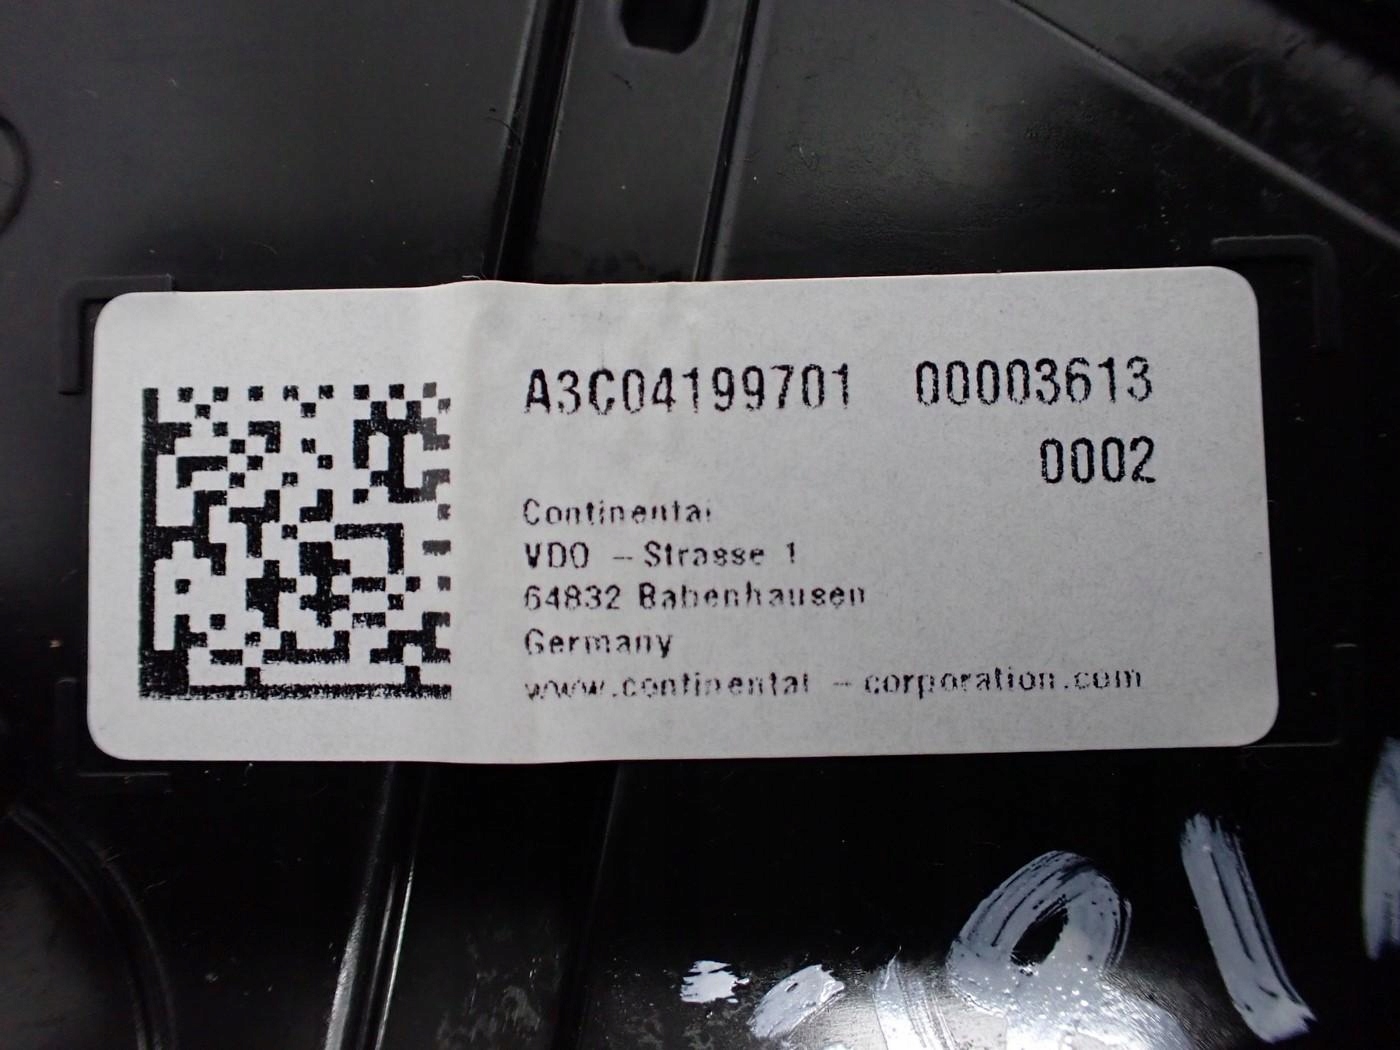 A3C04199701 00003613
0002
Continental
VDO - Strasse 1
64832 Babenhausen
Germany
www.continental - corporation.com